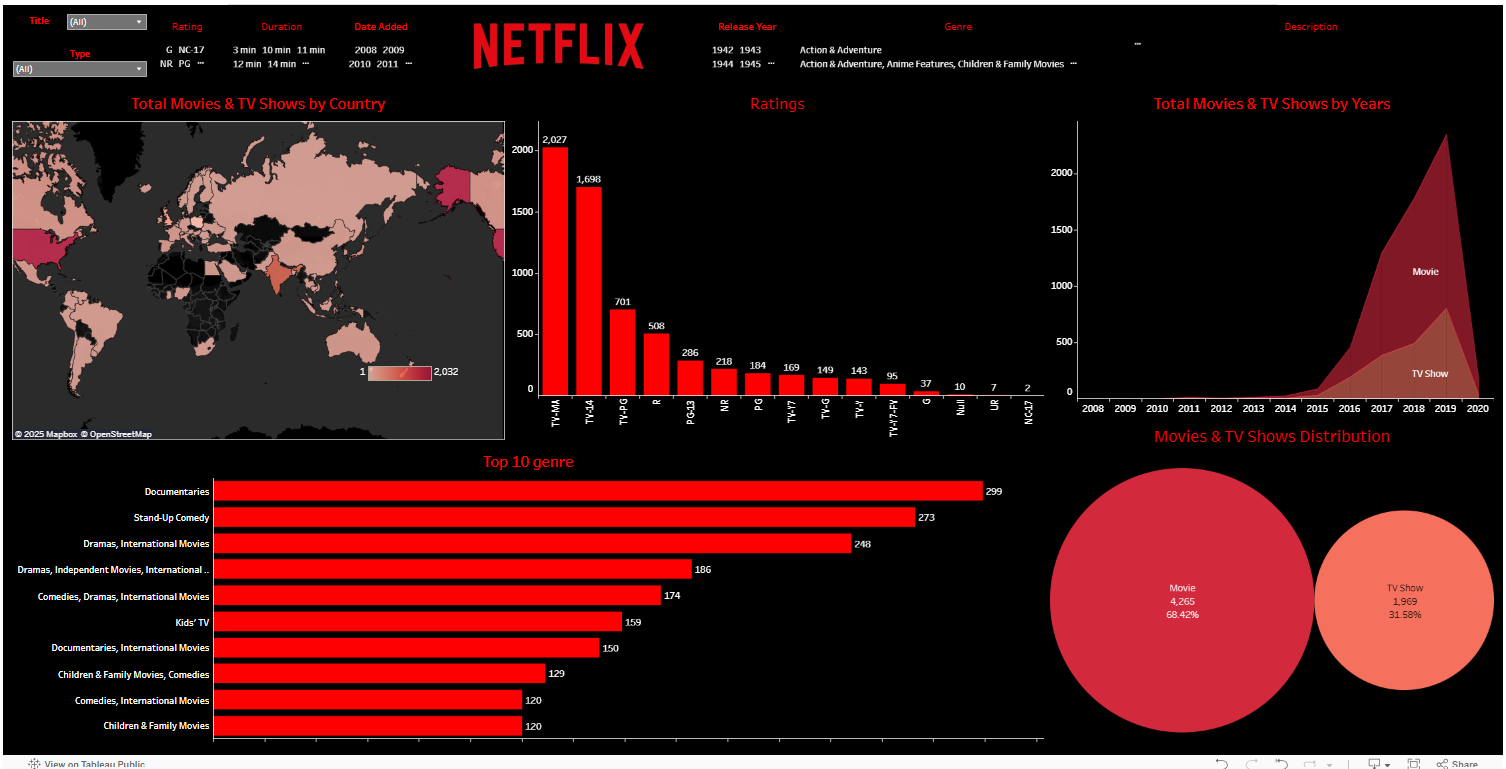 Title (All)
Type
(All)
Rating
G NC-17
NR PG ...
Duration
3 min 10 min 11 min
12 min 14 min ...
Date Added
2008 2009
2010 2011 ...
NETFLIX
Release Year
1942 1943
1944 1945 ...
Genre
Action & Adventure
Action & Adventure, Anime Features, Children & Family Movies ...
Description
...
Total Movies & TV Shows by Country
1 2,032
© 2025 Mapbox © OpenStreetMap
Ratings
2000
1500
1000
500
0
2,027
1,698
701
508
286
218
184
169
149
143
95
37
10
7
2
TV-MA
TV-14
TV-PG
R
PG-13
NR
PG
TV-Y7
TV-G
TV-Y
TV-Y7-FV
G
Null
UR
NC-17
Total Movies & TV Shows by Years
2000
1500
1000
500
0
Movie
TV Show
2008 2009 2010 2011 2012 2013 2014 2015 2016 2017 2018 2019 2020
Top 10 genre
Documentaries 299
Stand-Up Comedy 273
Dramas, International Movies 248
Dramas, Independent Movies, International .. 186
Comedies, Dramas, International Movies 174
Kids' TV 159
Documentaries, International Movies 150
Children & Family Movies, Comedies 129
Comedies, International Movies 120
Children & Family Movies 120
Movies & TV Shows Distribution
Movie
4,265
68.42%
TV Show
1,969
31.58%
View on Tableau Public
Share